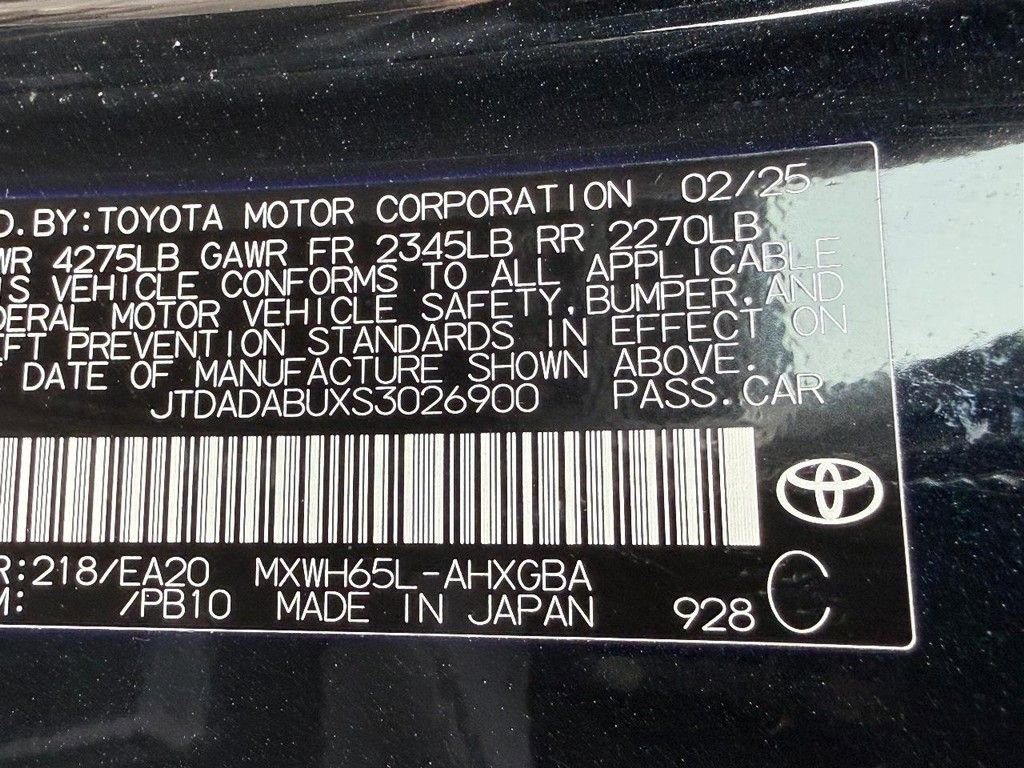 D. BY: TOYOTA MOTOR CORPORATION 02/25
WR 4275LB GAWR FR 2345LB RR 2270LB
IS VEHICLE CONFORMS TO ALL APPLICABLE
DERAL MOTOR VEHICLE SAFETY, BUMPER, AND
EFT PREVENTION STANDARDS IN EFFECT ON
E DATE OF MANUFACTURE SHOWN ABOVE.
JTDADABUXS3026900 PASS. CAR
R:218/EA20 MXWH65L-AHXGBA C
M: /PB10 MADE IN JAPAN 928